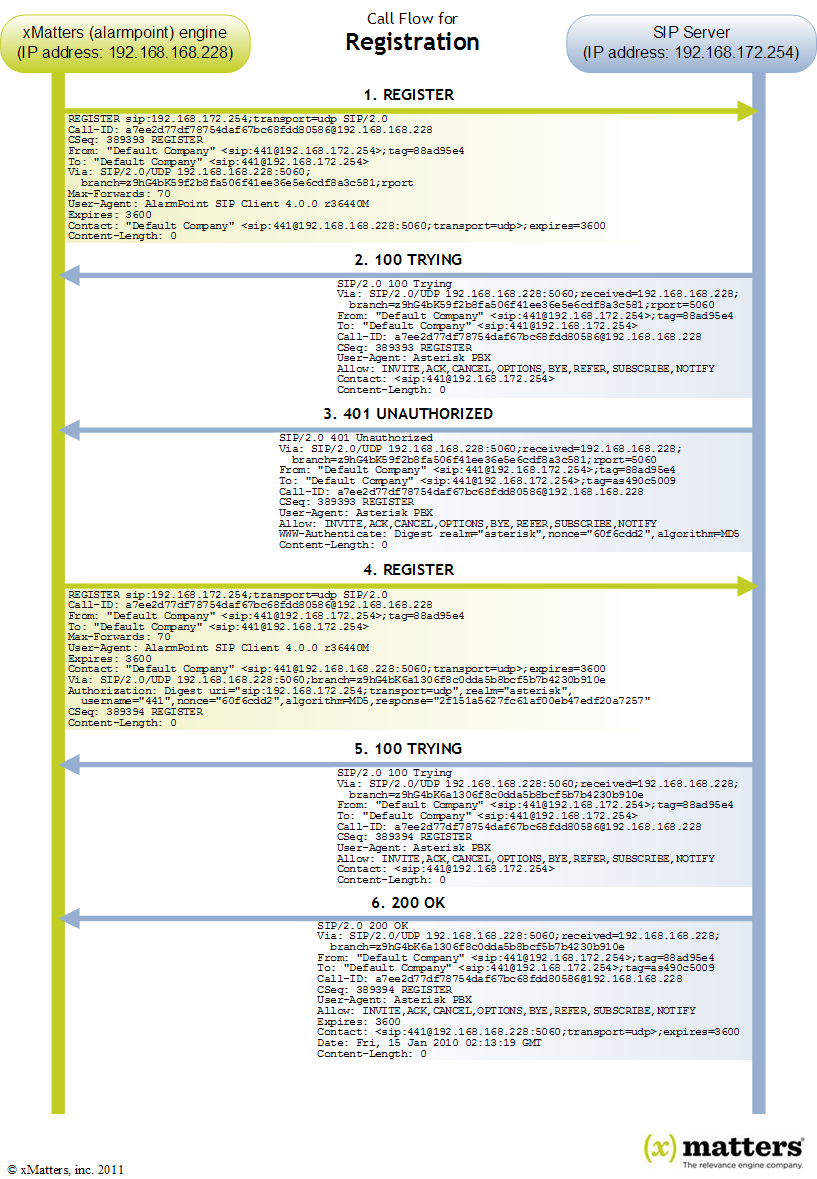 Call Flow for
Registration
xMatters (alarmpoint) engine
(IP address: 192.168.168.228)
SIP Server
(IP address: 192.168.172.254)
1. REGISTER
REGISTER sip:192.168.172.254;transport=udp SIP/2.0
Call-ID: a7ee2d77df78754daf67bc68fdd80586@192.168.168.228
CSeq: 389393 REGISTER
From: "Default Company" <sip:441@192.168.172.254>;tag=88ad95e4
To: "Default Company" <sip:441@192.168.172.254>
Via: SIP/2.0/UDP 192.168.168.228:5060;
branch=z9hG4bK59f2b8fa506f41ee36e5e6cdf8a3c581;rport
Max-Forwards: 70
User-Agent: AlarmPoint SIP Client 4.0.0 r36440M
Expires: 3600
Contact: "Default Company" <sip:441@192.168.168.228:5060;transport=udp>;expires=3600
Content-Length: 0
2. 100 TRYING
SIP/2.0 100 Trying
Via: SIP/2.0/UDP 192.168.168.228:5060;received=192.168.168.228;
branch=z9hG4bK59f2b8fa506f41ee36e5e6cdf8a3c581;rport=5060
From: "Default Company" <sip:441@192.168.172.254>;tag=88ad95e4
To: "Default Company" <sip:441@192.168.172.254>
Call-ID: a7ee2d77df78754daf67bc68fdd80586@192.168.168.228
CSeq: 389393 REGISTER
User-Agent: Asterisk PBX
Allow: INVITE,ACK,CANCEL,OPTIONS,BYE,REFER,SUBSCRIBE,NOTIFY
Contact: <sip:441@192.168.172.254>
Content-Length: 0
3. 401 UNAUTHORIZED
SIP/2.0 401 Unauthorized
Via: SIP/2.0/UDP 192.168.168.228:5060;received=192.168.168.228;
branch=z9hG4bK59f2b8fa506f41ee36e5e6cdf8a3c581;rport=5060
From: "Default Company" <sip:441@192.168.172.254>;tag=88ad95e4
To: "Default Company" <sip:441@192.168.172.254>;tag=as490c5009
Call-ID: a7ee2d77df78754daf67bc68fdd80586@192.168.168.228
CSeq: 389393 REGISTER
User-Agent: Asterisk PBX
Allow: INVITE,ACK,CANCEL,OPTIONS,BYE,REFER,SUBSCRIBE,NOTIFY
WWW-Authenticate: Digest realm="asterisk",nonce="60f6cdd2",algorithm=MD5
Content-Length: 0
4. REGISTER
REGISTER sip:192.168.172.254;transport=udp SIP/2.0
Call-ID: a7ee2d77df78754daf67bc68fdd80586@192.168.168.228
From: "Default Company" <sip:441@192.168.172.254>;tag=88ad95e4
To: "Default Company" <sip:441@192.168.172.254>
Max-Forwards: 70
User-Agent: AlarmPoint SIP Client 4.0.0 r36440M
Expires: 3600
Contact: "Default Company" <sip:441@192.168.168.228:5060;transport=udp>;expires=3600
Via: SIP/2.0/UDP 192.168.168.228:5060;branch=z9hG4bK6a1306f8c0dda5b8bcf5b7b4230b910e
Authorization: Digest uri="sip:192.168.172.254;transport=udp",realm="asterisk",
username="441",nonce="60f6cdd2",algorithm=MD5,response="2f151a5627fc61af00eb47edf20a7257"
CSeq: 389394 REGISTER
Content-Length: 0
5. 100 TRYING
SIP/2.0 100 Trying
Via: SIP/2.0/UDP 192.168.168.228:5060;received=192.168.168.228;
branch=z9hG4bK6a1306f8c0dda5b8bcf5b7b4230b910e
From: "Default Company" <sip:441@192.168.172.254>;tag=88ad95e4
To: "Default Company" <sip:441@192.168.172.254>
Call-ID: a7ee2d77df78754daf67bc68fdd80586@192.168.168.228
CSeq: 389394 REGISTER
User-Agent: Asterisk PBX
Allow: INVITE,ACK,CANCEL,OPTIONS,BYE,REFER,SUBSCRIBE,NOTIFY
Contact: <sip:441@192.168.172.254>
Content-Length: 0
6. 200 OK
SIP/2.0 200 OK
Via: SIP/2.0/UDP 192.168.168.228:5060;received=192.168.168.228;
branch=z9hG4bK6a1306f8c0dda5b8bcf5b7b4230b910e
From: "Default Company" <sip:441@192.168.172.254>;tag=88ad95e4
To: "Default Company" <sip:441@192.168.172.254>;tag=as490c5009
Call-ID: a7ee2d77df78754daf67bc68fdd80586@192.168.168.228
CSeq: 389394 REGISTER
User-Agent: Asterisk PBX
Allow: INVITE,ACK,CANCEL,OPTIONS,BYE,REFER,SUBSCRIBE,NOTIFY
Expires: 3600
Contact: <sip:441@192.168.168.228:5060;transport=udp>;expires=3600
Date: Fri, 15 Jan 2010 02:13:19 GMT
Content-Length: 0
(x) matters
The relevance engine company.
© xMatters, inc. 2011